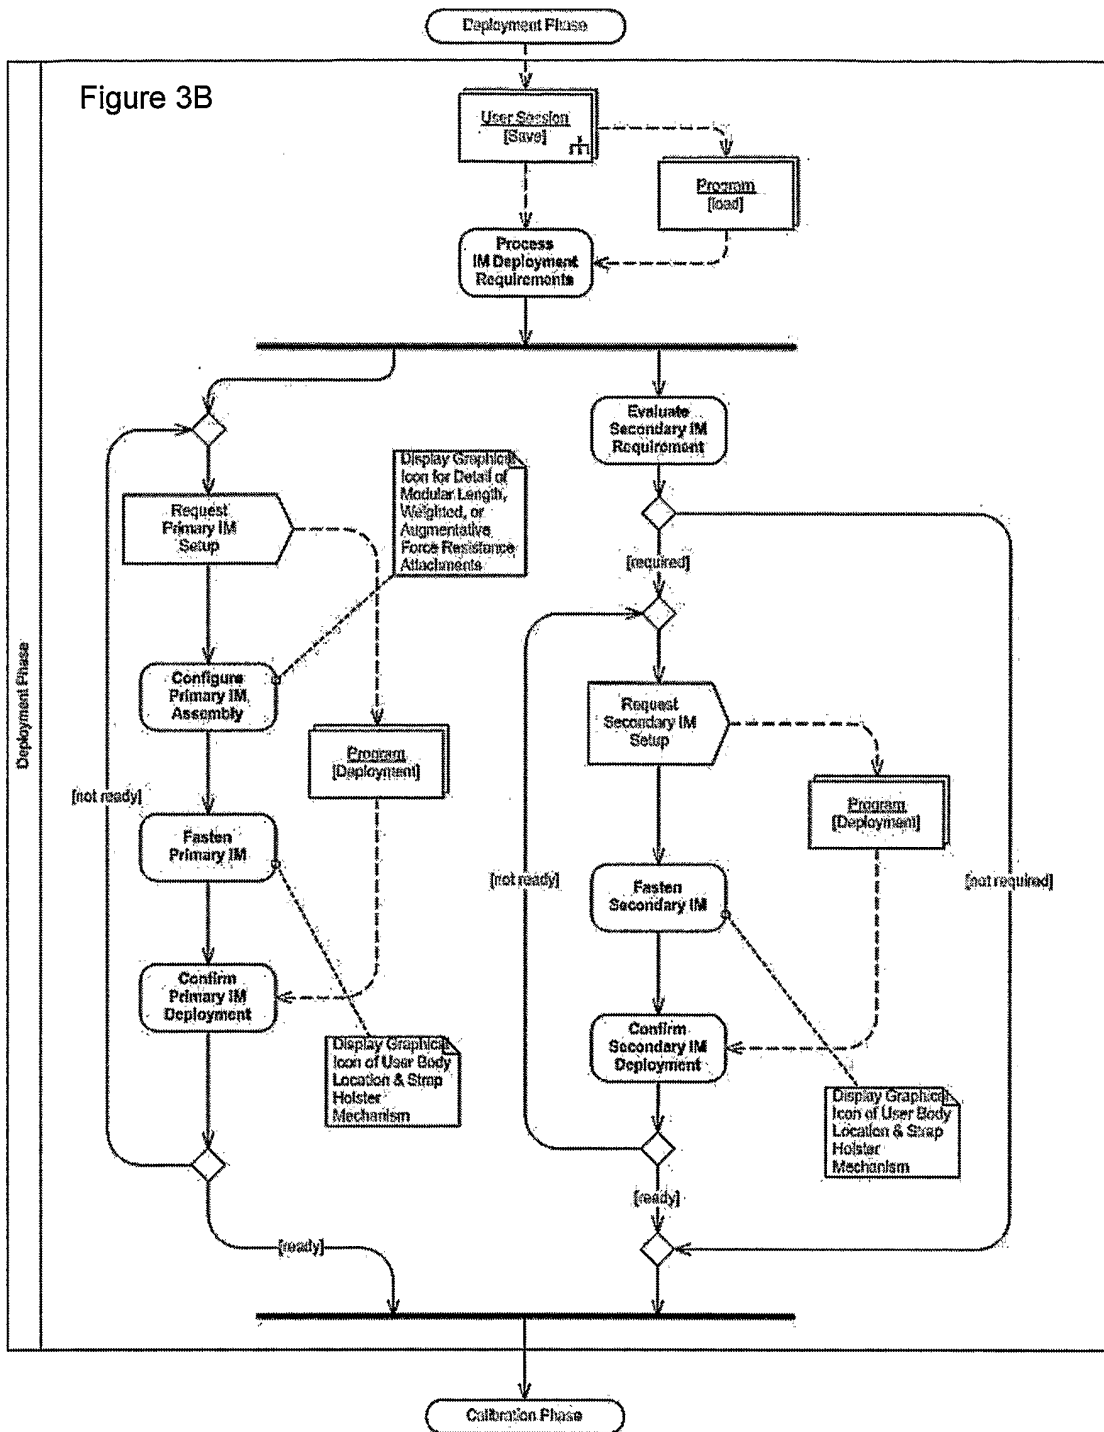 Deployment Phase
Figure 3B
User Session
[Save]
Program
[load]
Process
IM Deployment
Requirements
Evaluate
Secondary IM
Requirement
Display Graphical
Icon for Detail of
Modular Length,
Weighted, or
Augmentative
Force Resistance
Attachments
Request
Primary IM
Setup
[required]
Configure
Primary IM
Assembly
Request
Secondary IM
Setup
Deployment Phase
Program
[Deployment]
[not ready]
Program
[Deployment]
Fasten
Primary IM
[not ready]
Fasten
Secondary IM
[not required]
Confirm
Primary IM
Deployment
Confirm
Secondary IM
Deployment
Display Graphical
Icon of User Body
Location & Strap
Holster
Mechanism
Display Graphical
Icon of User Body
Location & Strap
Holster
Mechanism
[ready]
[ready]
Calibration Phase